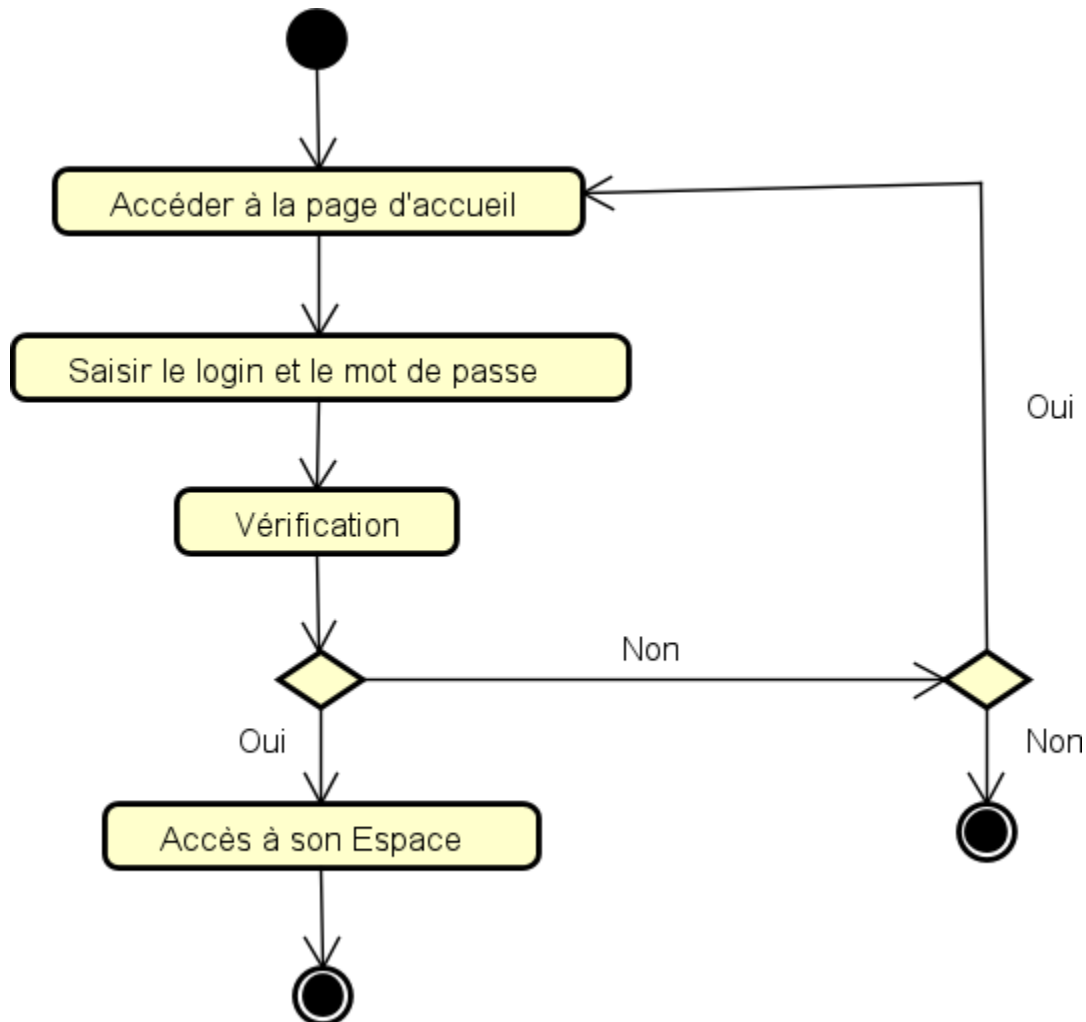 Accéder à la page d'accueil
Saisir le login et le mot de passe
Oui
Vérification
Non
Oui
Non
Accès à son Espace